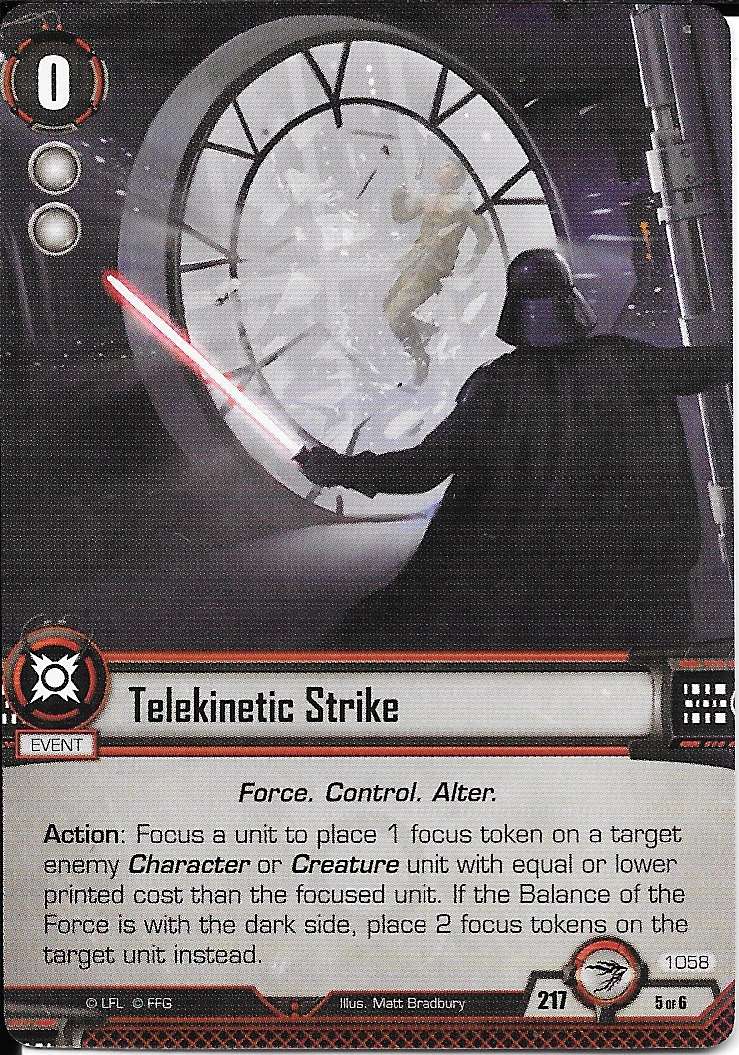 0
Telekinetic Strike
EVENT
Force. Control. Alter.
Action: Focus a unit to place 1 focus token on a target
enemy Character or Creature unit with equal or lower
printed cost than the focused unit. If the Balance of the
Force is with the dark side, place 2 focus tokens on the
target unit instead.
1058
© LFL © FFG
Illus. Matt Bradbury
217
5 OF 6